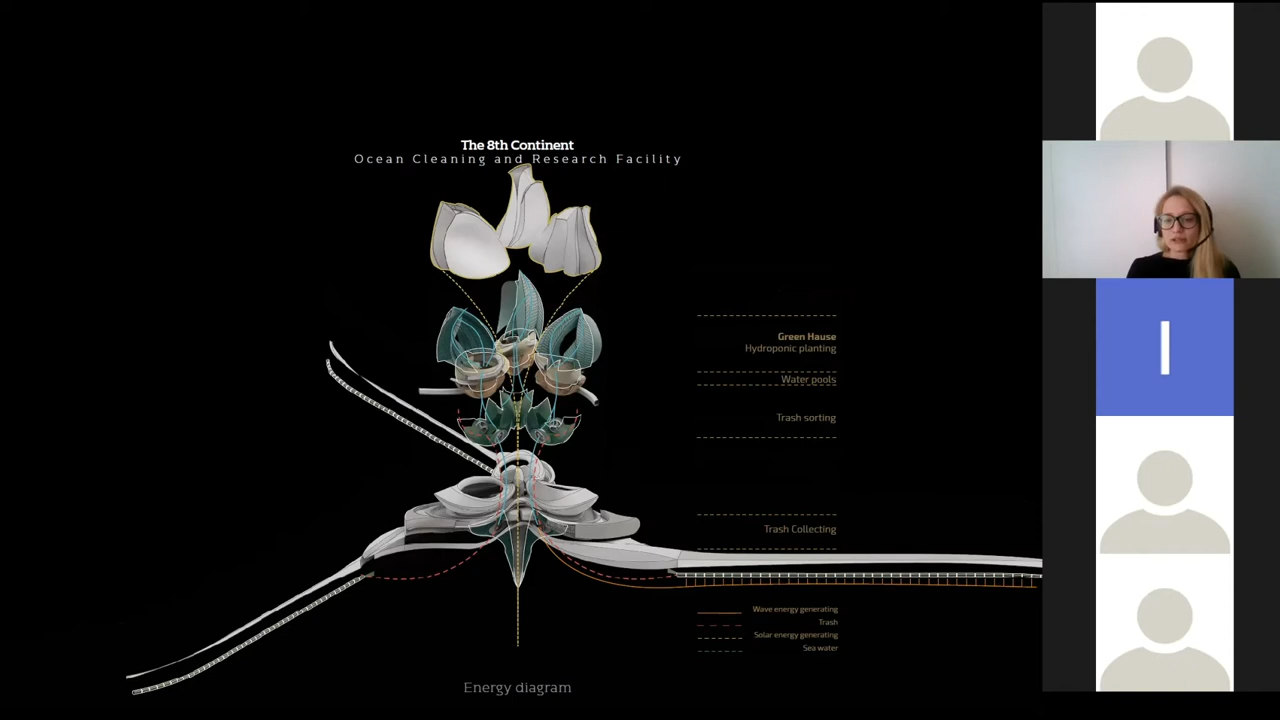 The 8th Continent
Ocean Cleaning and Research Facility
Green Hause
Hydroponic planting
Water pools
Trash sorting
Trash Collecting
Wave energy generating
Trash
Solar energy generating
Sea water
Energy diagram
I